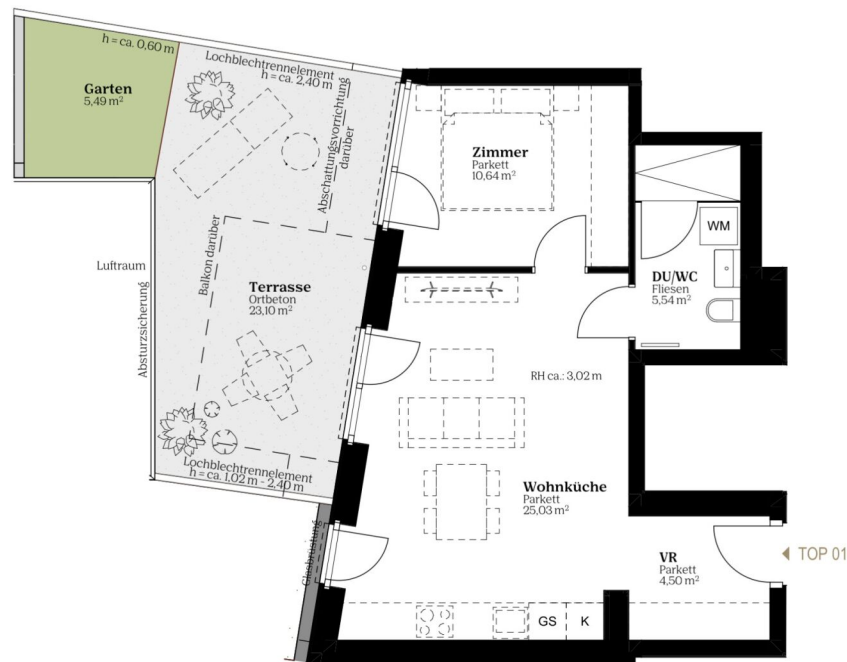 h = ca. 0,60 m
Lochblechtrennelement
h = ca. 2,40 m
Garten
5,49 m²
Abschattungsvorrichtung
darüber
Zimmer
Parkett
10,64 m²
WM
DU/WC
Fliesen
5,54 m²
Luftraum
Absturzsicherung
Balkon darüber
Terrasse
Ortbeton
23,10 m²
RH ca.: 3,02 m
Lochblechtrennelement
h = ca. 1,02 m - 2,40 m
Wohnküche
Parkett
25,03 m²
Glasbrüstung
VR
Parkett
4,50 m²
TOP 01
GS
K